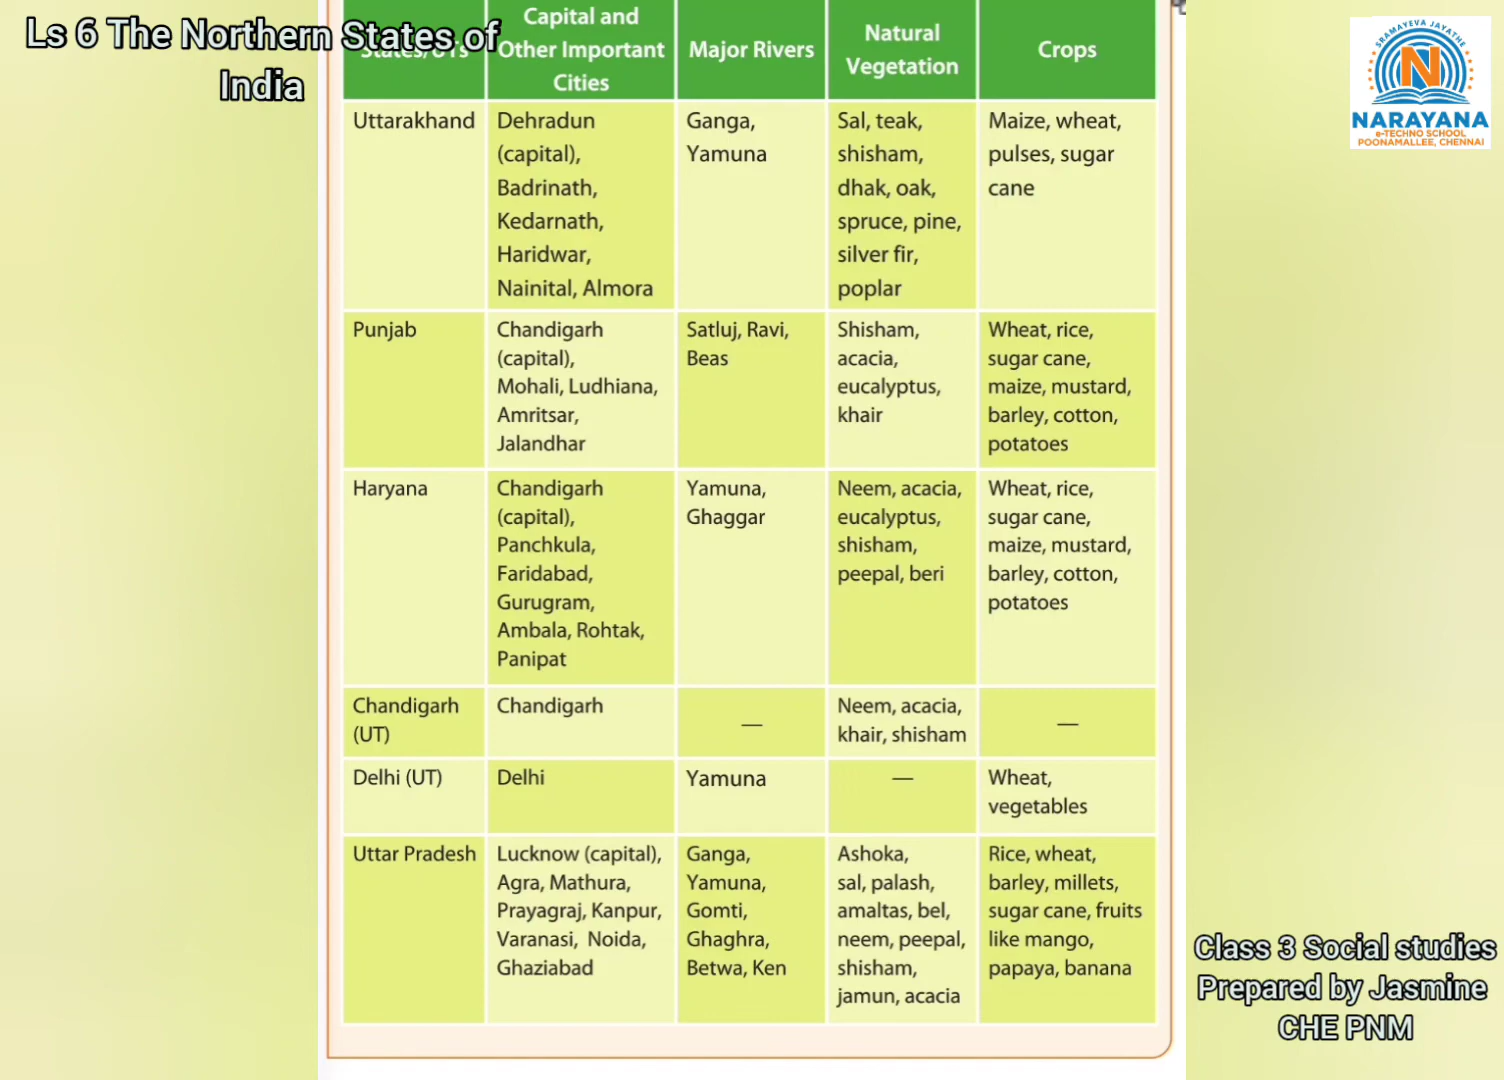 Ls 6 The Northern States of
India
States/UTs
Capital and
Other Important
Cities
Major Rivers
Natural
Vegetation
Crops
SRAMAYEVA JAYATHE
N
NARAYANA
e-TECHNO SCHOOL
POONAMALLEE, CHENNAI
Uttarakhand
Dehradun
(capital),
Badrinath,
Kedarnath,
Haridwar,
Nainital, Almora
Ganga,
Yamuna
Sal, teak,
shisham,
dhak, oak,
spruce, pine,
silver fir,
poplar
Maize, wheat,
pulses, sugar
cane
Punjab
Chandigarh
(capital),
Mohali, Ludhiana,
Amritsar,
Jalandhar
Satluj, Ravi,
Beas
Shisham,
acacia,
eucalyptus,
khair
Wheat, rice,
sugar cane,
maize, mustard,
barley, cotton,
potatoes
Haryana
Chandigarh
(capital),
Panchkula,
Faridabad,
Gurugram,
Ambala, Rohtak,
Panipat
Yamuna,
Ghaggar
Neem, acacia,
eucalyptus,
shisham,
peepal, beri
Wheat, rice,
sugar cane,
maize, mustard,
barley, cotton,
potatoes
Chandigarh
(UT)
Chandigarh
—
Neem, acacia,
khair, shisham
—
Delhi (UT)
Delhi
Yamuna
—
Wheat,
vegetables
Uttar Pradesh
Lucknow (capital),
Agra, Mathura,
Prayagraj, Kanpur,
Varanasi, Noida,
Ghaziabad
Ganga,
Yamuna,
Gomti,
Ghaghra,
Betwa, Ken
Ashoka,
sal, palash,
amaltas, bel,
neem, peepal,
shisham,
jamun, acacia
Rice, wheat,
barley, millets,
sugar cane, fruits
like mango,
papaya, banana
Class 3 Social studies
Prepared by Jasmine
CHE PNM